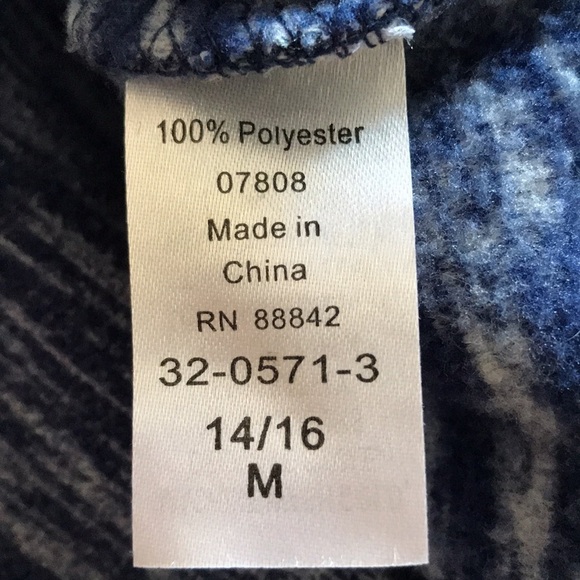 100% Polyester
07808
Made in
China
RN 88842
32-0571-3
14/16
M